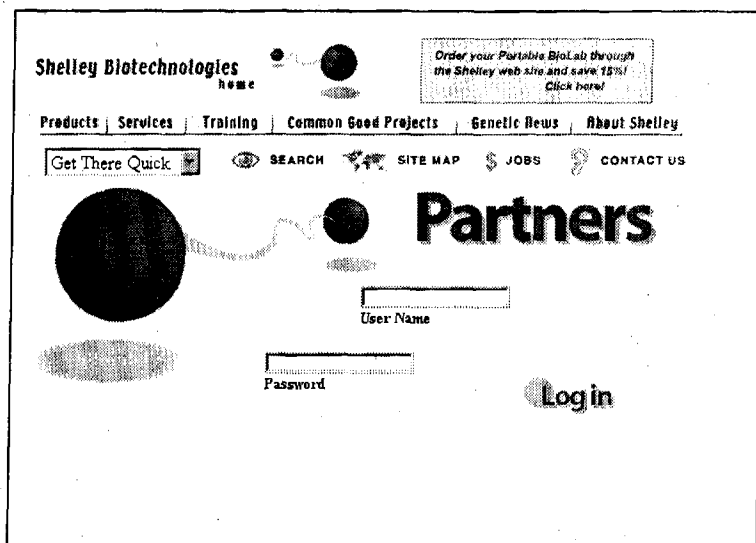 Shelley Biotechnologies
home
Order your Portable BioLab through
the Shelley web site and save 15%!
Click here!
Products | Services | Training | Common Good Projects | Genetic News | About Shelley
Get There Quick
SEARCH
SITE MAP
$ JOBS
CONTACT US
Partners
User Name
Password
Log in